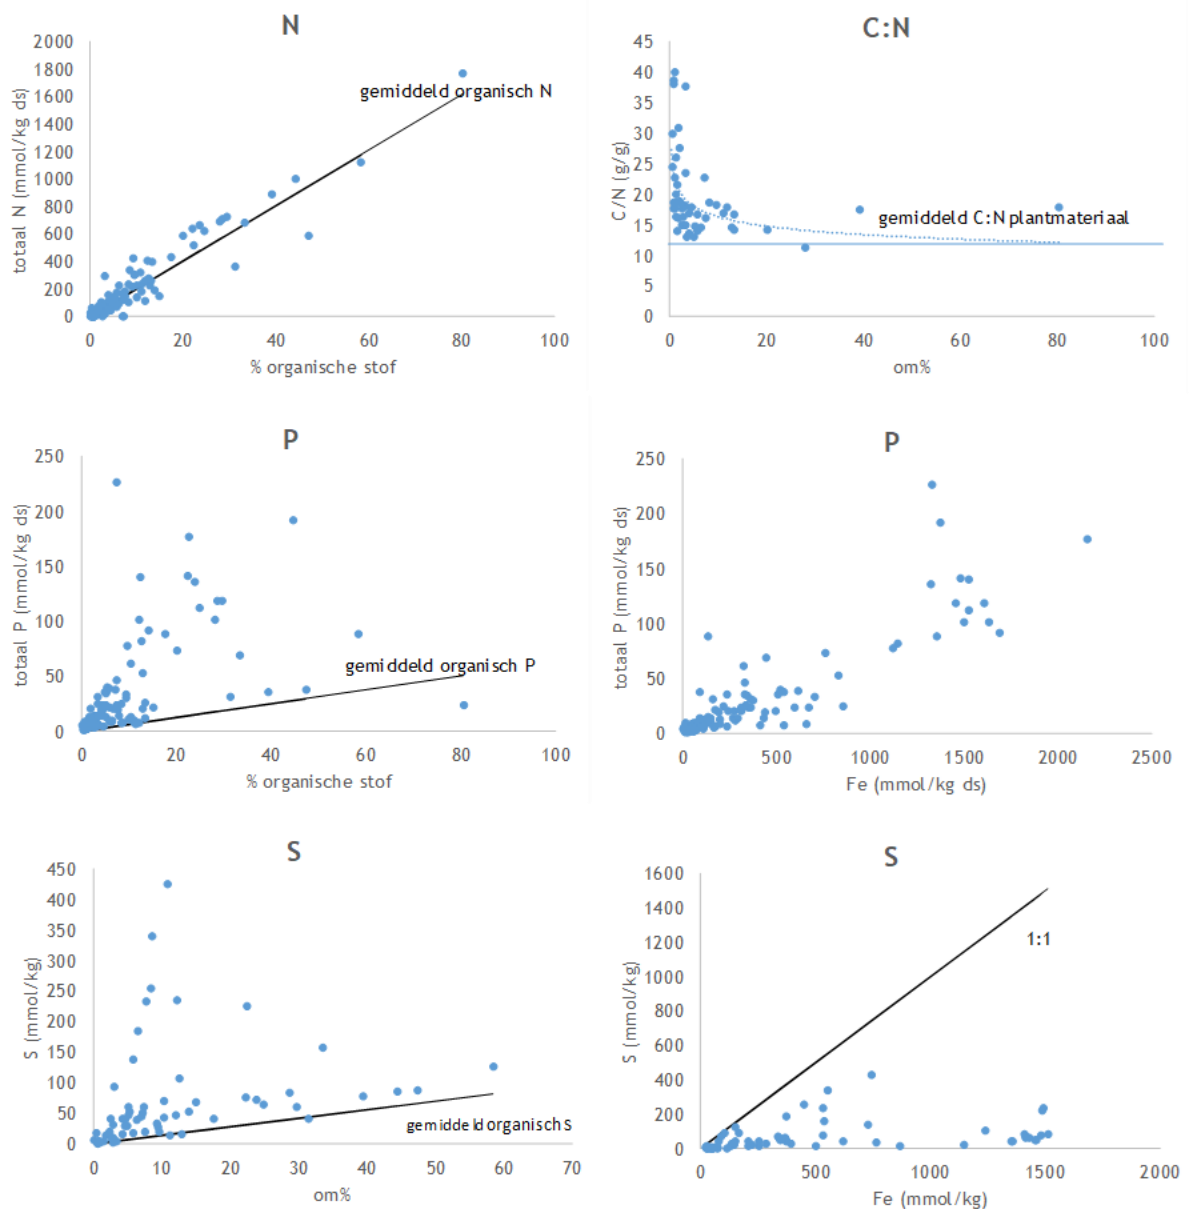 N
2000
1800
1600
1400
1200
1000
800
600
400
200
0
totaal N (mmol/kg ds)
gemiddeld organisch N
0 20 40 60 80 100
% organische stof
C:N
45
40
35
30
25
20
15
10
5
0
C/N (g/g)
gemiddeld C:N plantmateriaal
0 20 40 60 80 100
om%
P
250
200
150
100
50
0
totaal P (mmol/kg ds)
gemiddeld organisch P
0 20 40 60 80 100
% organische stof
P
250
200
150
100
50
0
totaal P (mmol/kg ds)
0 500 1000 1500 2000 2500
Fe (mmol/kg ds)
S
450
400
350
300
250
200
150
100
50
0
S (mmol/kg)
gemiddeld organisch S
0 10 20 30 40 50 60 70
om%
S
1600
1400
1200
1000
800
600
400
200
0
S (mmol/kg)
1:1
0 500 1000 1500 2000
Fe (mmol/kg)